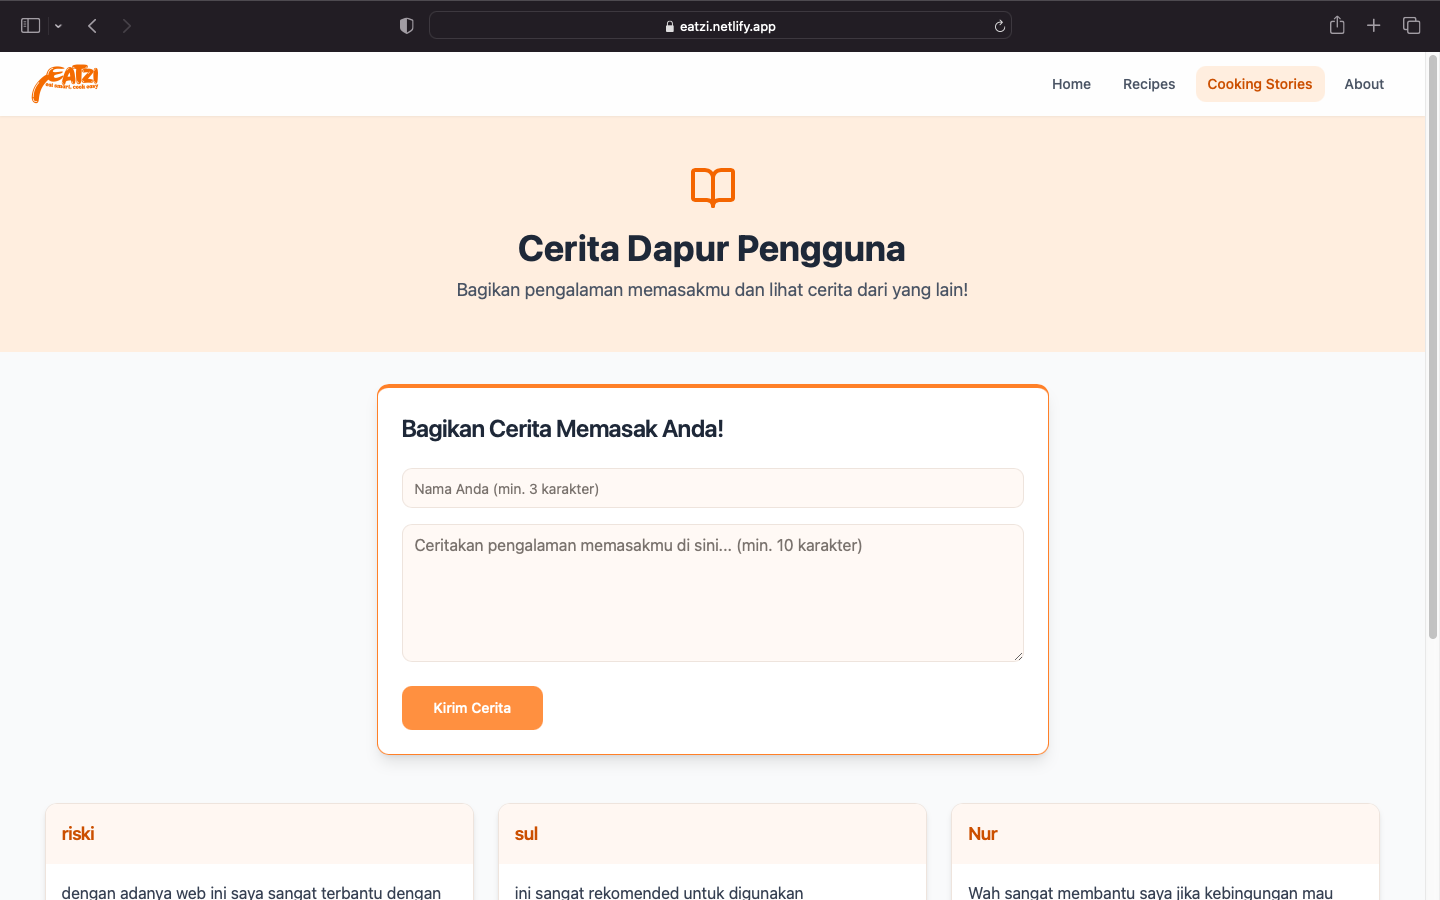 eatzi.netlify.app
EATZI
eat smart, cook easy
Home
Recipes
Cooking Stories
About
Cerita Dapur Pengguna
Bagikan pengalaman memasakmu dan lihat cerita dari yang lain!
Bagikan Cerita Memasak Anda!
Nama Anda (min. 3 karakter)
Ceritakan pengalaman memasakmu di sini... (min. 10 karakter)
Kirim Cerita
riski
dengan adanya web ini saya sangat terbantu dengan
sul
ini sangat rekomended untuk digunakan
Nur
Wah sangat membantu saya jika kebingungan mau